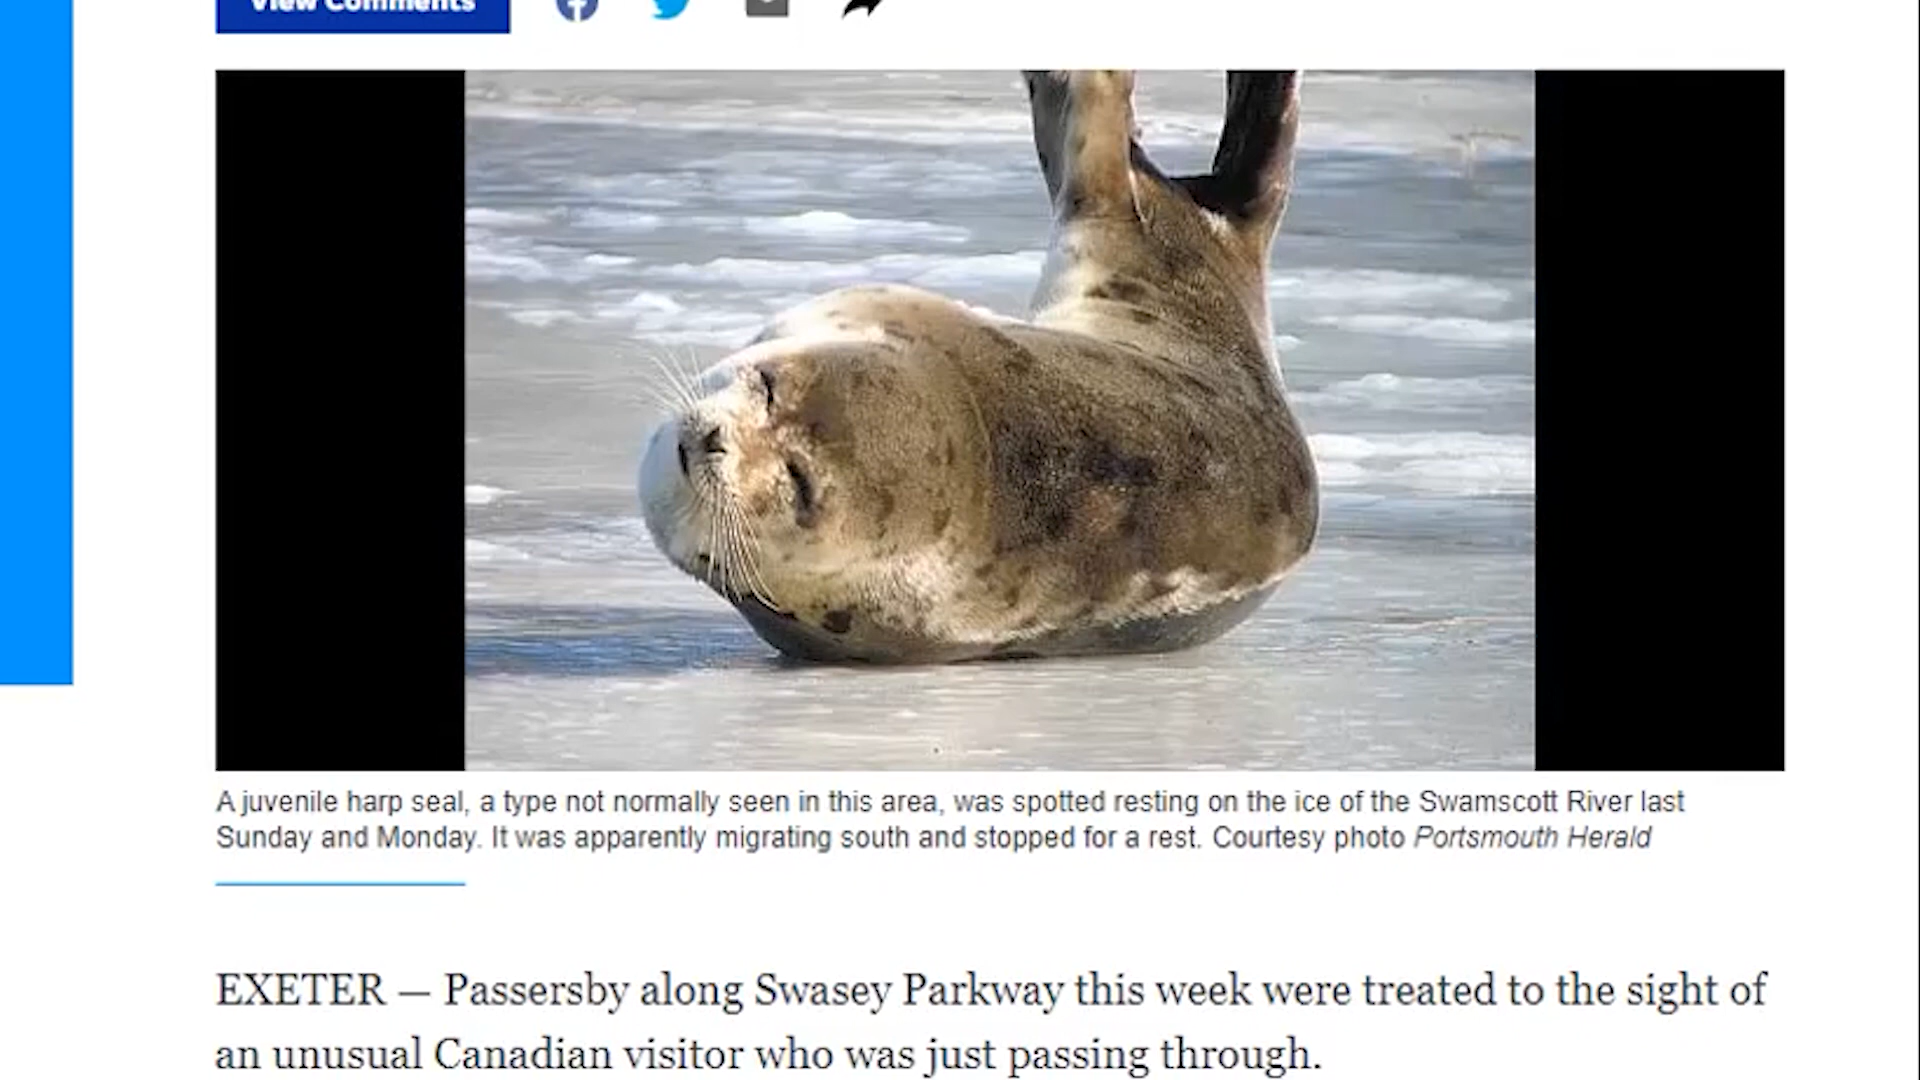 View Comments
A juvenile harp seal, a type not normally seen in this area, was spotted resting on the ice of the Swamscott River last
Sunday and Monday. It was apparently migrating south and stopped for a rest. Courtesy photo Portsmouth Herald
EXETER — Passersby along Swasey Parkway this week were treated to the sight of
an unusual Canadian visitor who was just passing through.